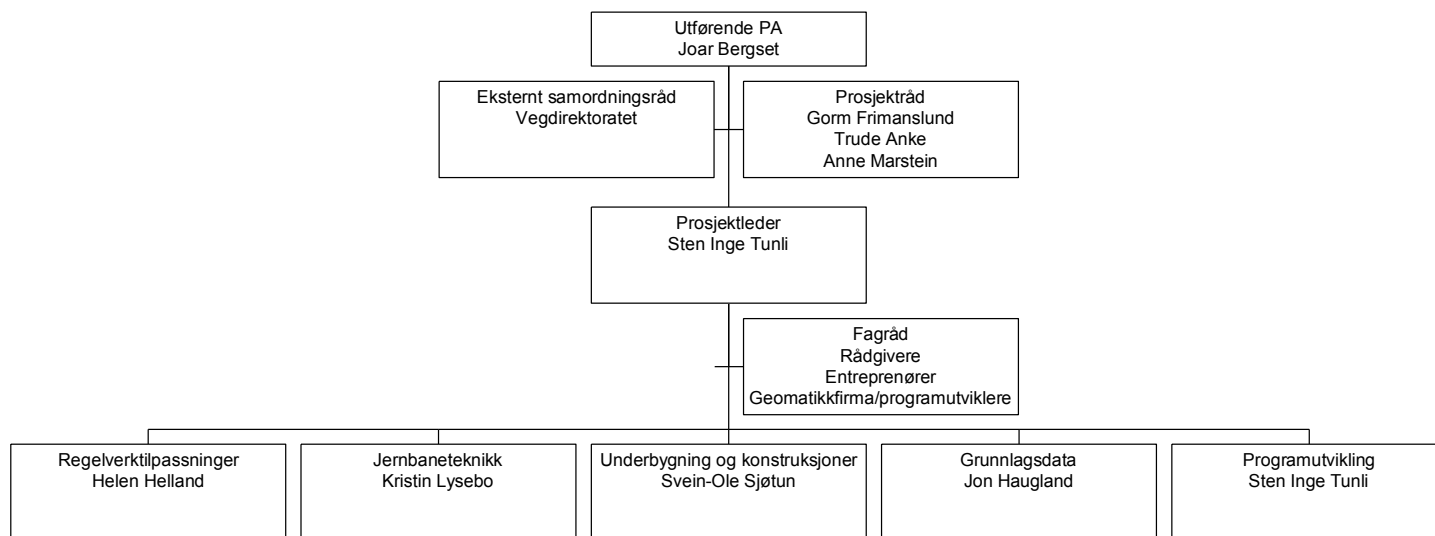 Utførende PA
Joar Bergset
Eksternt samordningsråd
Vegdirektoratet
Prosjektråd
Gorm Frimanslund
Trude Anke
Anne Marstein
Prosjektleder
Sten Inge Tunli
Fagråd
Rådgivere
Entreprenører
Geomatikkfirma/programutviklere
Regelverktilpassninger
Helen Helland
Jernbaneteknikk
Kristin Lysebo
Underbygning og konstruksjoner
Svein-Ole Sjøtun
Grunnlagsdata
Jon Haugland
Programutvikling
Sten Inge Tunli